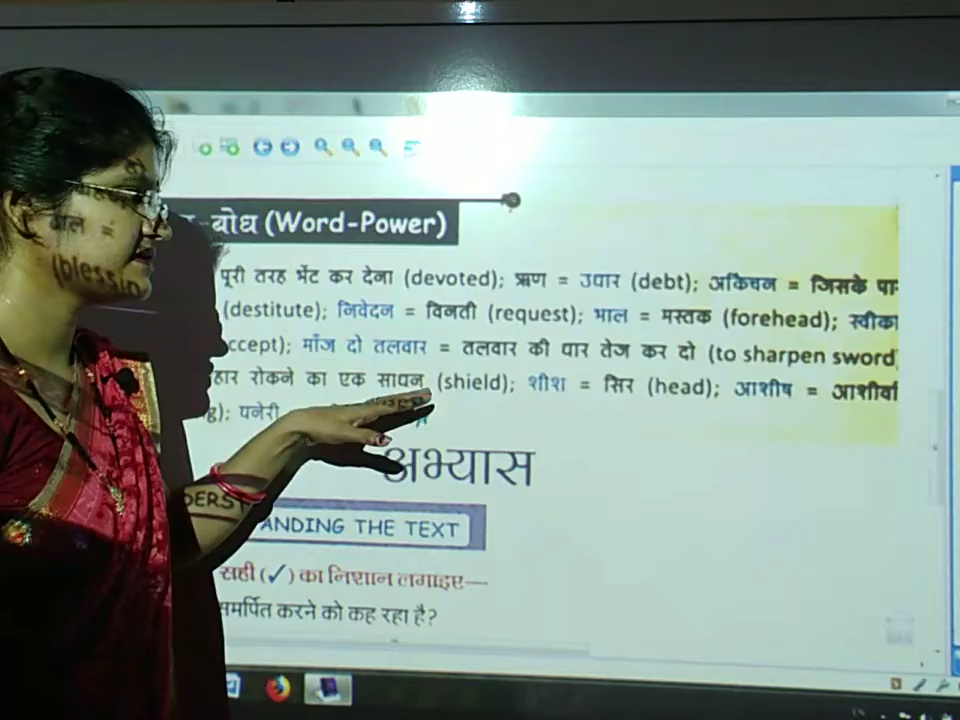 -बोध (Word-Power)
पूरी तरह भेंट कर देना (devoted); ऋण = उधार (debt); अकिंचन = जिसके पा
(destitute); निवेदन = विनती (request); भाल = मस्तक (forehead); स्वीका
ccept); माँज दो तलवार = तलवार की धार तेज कर दो (to sharpen sword
हार रोकने का एक साधन (shield); शीश = सिर (head); आशीष = आशीर्वा
g); घनेरी
अभ्यास
ANDING THE TEXT
सही (✓) का निशान लगाइए—
समर्पित करने को कह रहा है?